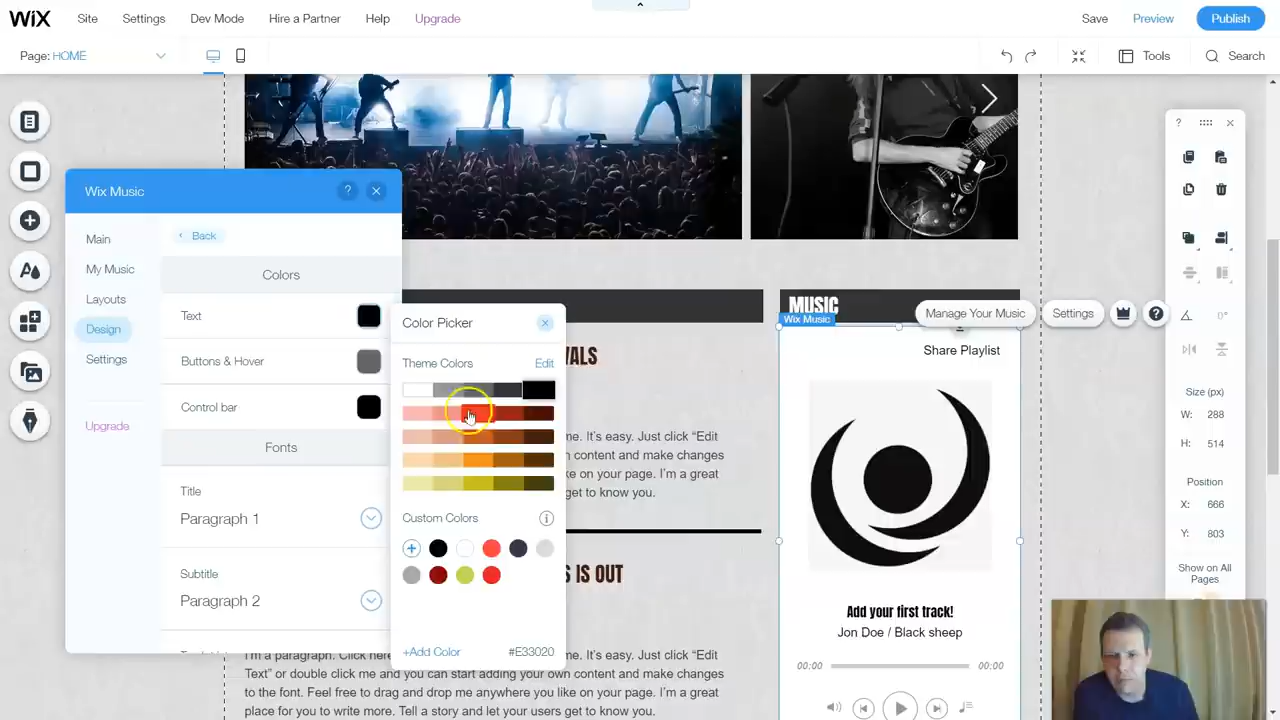 WiX
Site
Settings
Dev Mode
Hire a Partner
Help
Upgrade
Save
Preview
Publish
Page: HOME
Tools
Search
Wix Music
?
Main
My Music
Layouts
Design
Settings
Upgrade
Back
Colors
Text
Buttons & Hover
Control bar
Fonts
Title
Paragraph 1
Subtitle
Paragraph 2
Color Picker
Theme Colors
Edit
Custom Colors
+Add Color
#E33020
VALS
me. It's easy. Just click “Edit
n content and make changes
ke on your page. I'm a great
get to know you.
S IS OUT
I'm a paragraph. Click here
me. It's easy. Just click “Edit
Text” or double click me and you can start adding your own content and make changes
to the font. Feel free to drag and drop me anywhere you like on your page. I'm a great
place for you to write more. Tell a story and let your users get to know you.
MUSIC
Wix Music
Manage Your Music
Settings
?
Share Playlist
Add your first track!
Jon Doe / Black sheep
00:00
00:00
?
0°
Size (px)
W: 288
H: 514
Position
X: 666
Y: 803
Show on All
Pages